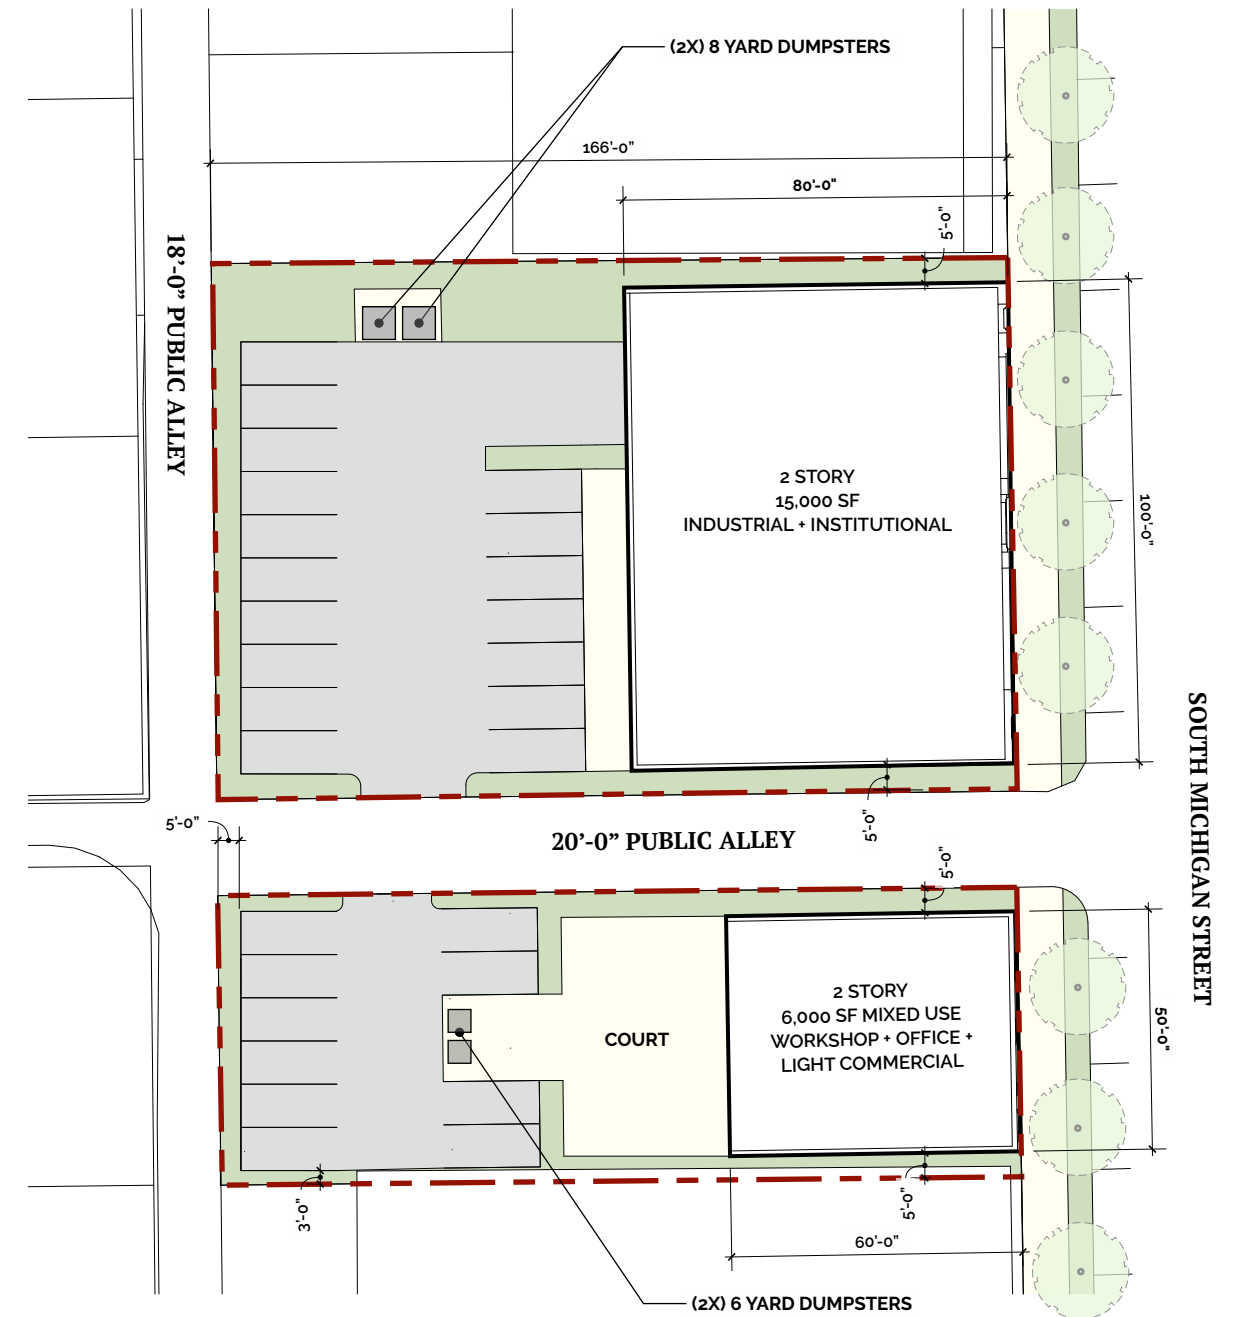 (2X) 8 YARD DUMPSTERS
166'-0"
80'-0"
5'-0"
18'-0" PUBLIC ALLEY
2 STORY
15,000 SF
INDUSTRIAL + INSTITUTIONAL
100'-0"
SOUTH MICHIGAN STREET
5'-0"
5'-0"
20'-0" PUBLIC ALLEY
5'-0"
2 STORY
6,000 SF MIXED USE
WORKSHOP + OFFICE +
LIGHT COMMERCIAL
COURT
50'-0"
3'-0"
5'-0"
60'-0"
(2X) 6 YARD DUMPSTERS